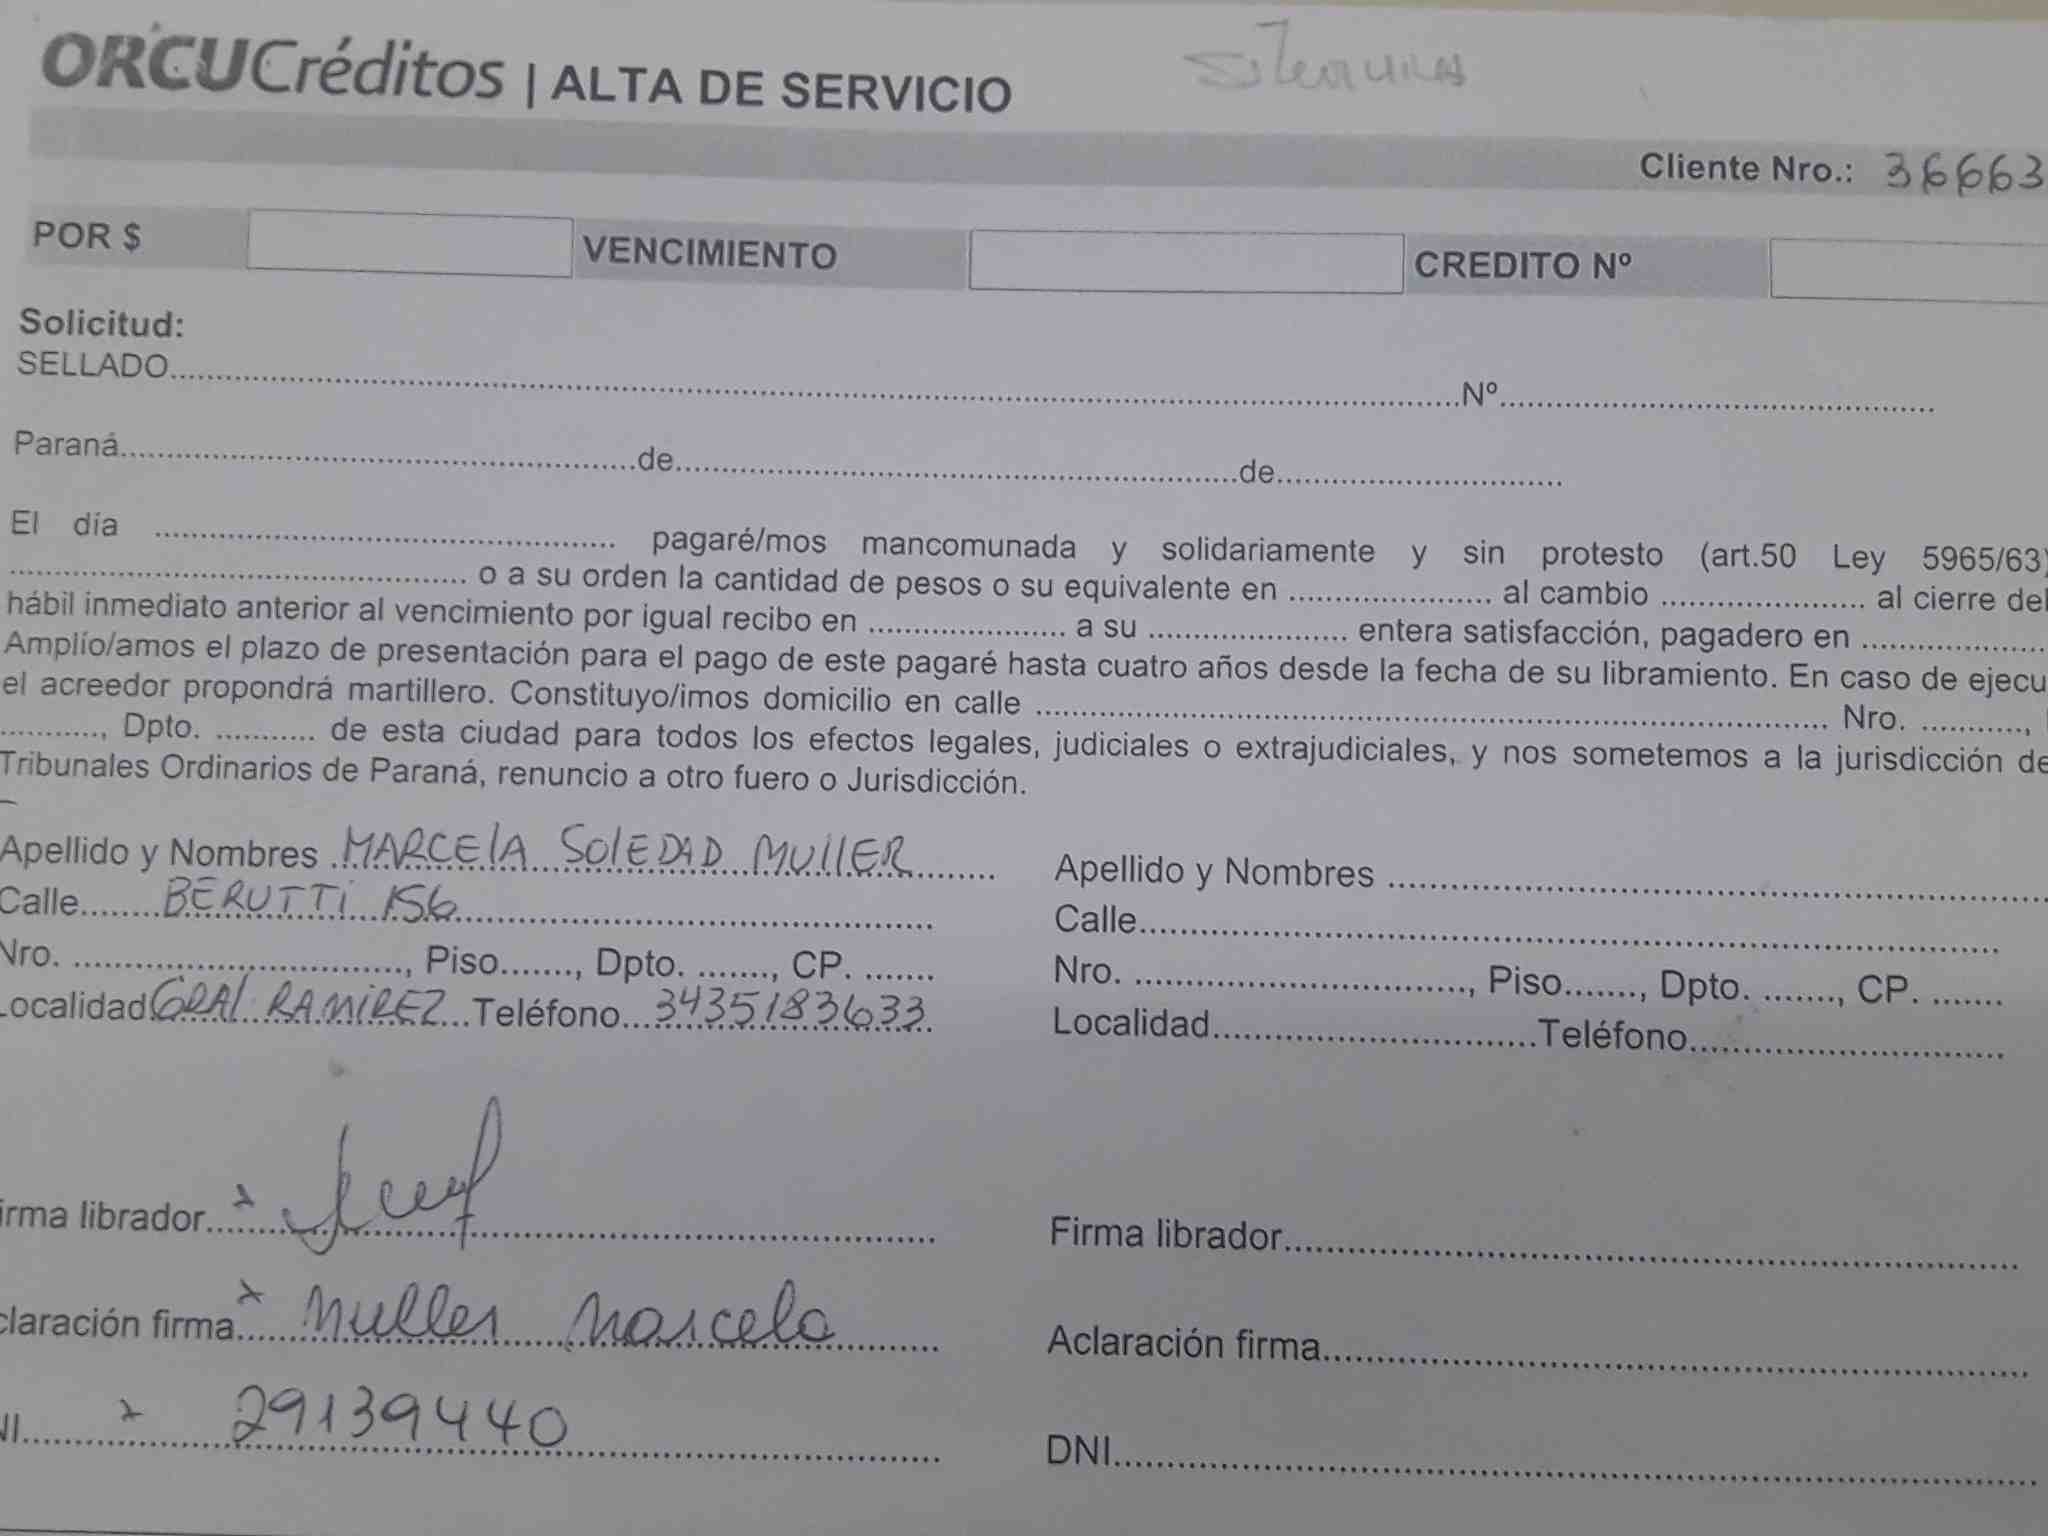 ORCUCréditos | ALTA DE SERVICIO
Cliente Nro.: 36663
POR $ VENCIMIENTO CREDITO Nº
Solicitud:
SELLADO..........Nº..........
Paraná..........de..........de..........
El día .......... pagaré/mos mancomunada y solidariamente y sin protesto (art.50 Ley 5965/63)
.......... o a su orden la cantidad de pesos o su equivalente en .......... al cambio .......... al cierre del
hábil inmediato anterior al vencimiento por igual recibo en .......... a su .......... entera satisfacción, pagadero en ..........
Amplío/amos el plazo de presentación para el pago de este pagaré hasta cuatro años desde la fecha de su libramiento. En caso de ejecu
el acreedor propondrá martillero. Constituyo/imos domicilio en calle .......... Nro. ..........,
.........., Dpto. .......... de esta ciudad para todos los efectos legales, judiciales o extrajudiciales, y nos sometemos a la jurisdicción de
Tribunales Ordinarios de Paraná, renuncio a otro fuero o Jurisdicción.
Apellido y Nombres MARCELA SOLEDAD MULLER
Calle BERUTTI 156
Nro. .........., Piso......., Dpto. ......., CP. .......
Localidad GRAL. RAMIREZ Teléfono 3435183633
irma librador x
claración firma x Muller Marcela
NI x 29139440
Apellido y Nombres ..........
Calle..........
Nro. .........., Piso......., Dpto. ......., CP. .......
Localidad..........Teléfono..........
Firma librador..........
Aclaración firma..........
DNI..........